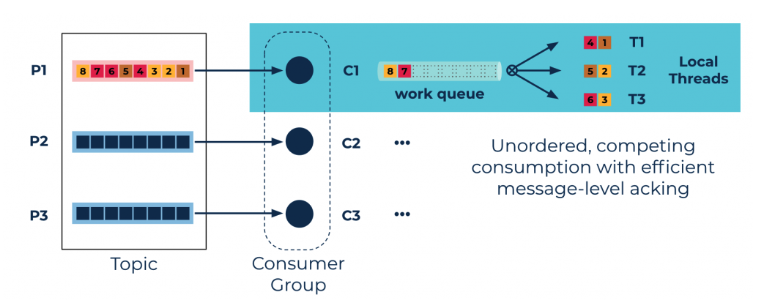 P1
8 7 6 5 4 3 2 1
C1
8 7
work queue
4 1 T1
5 2 T2
6 3 T3
Local
Threads
P2
C2 •••
P3
C3 •••
Unordered, competing
consumption with efficient
message-level acking
Topic
Consumer
Group